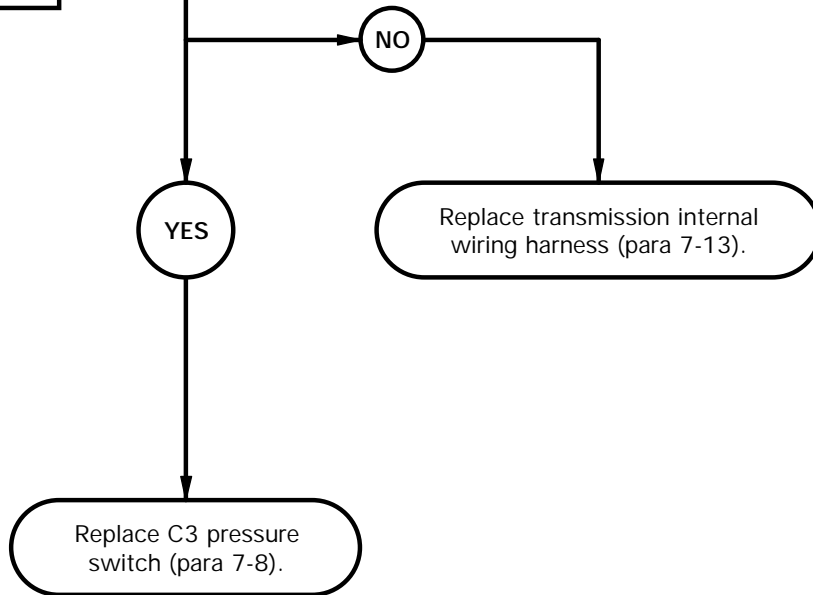 NO
YES
Replace transmission internal
wiring harness (para 7-13).
Replace C3 pressure
switch (para 7-8).